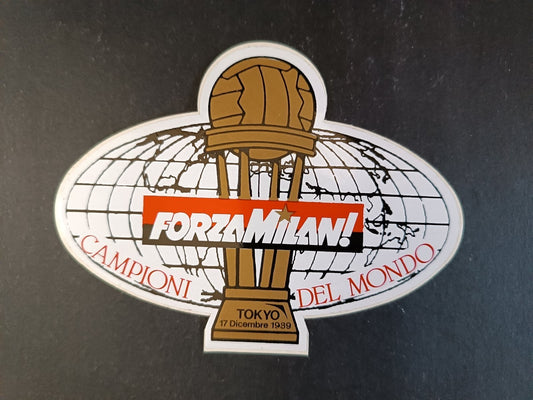 FORZA MILAN!
CAMPIONI DEL MONDO
TOKYO
17 Dicembre 1989